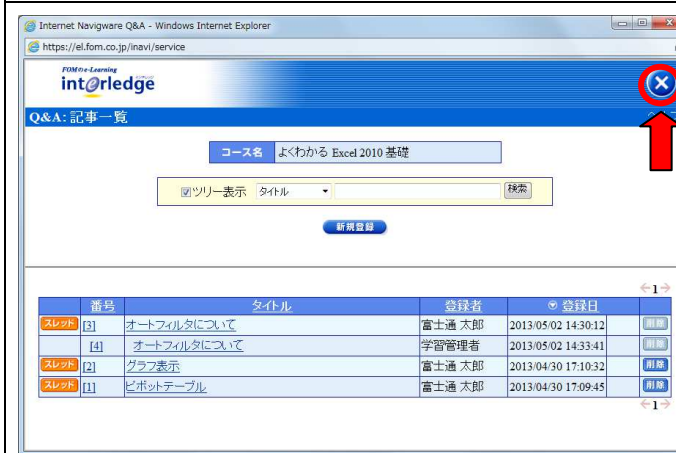 Internet Navigware Q&A - Windows Internet Explorer
https://el.fom.co.jp/inavi/service
FOMのe-Learning
interledge
Q&A: 記事一覧
コース名 よくわかる Excel 2010 基礎
ツリー表示 タイトル 検索
新規登録
←1→
番号 タイトル 登録者 登録日
スレッド [3] オートフィルタについて 富士通 太郎 2013/05/02 14:30:12 削除
[4] オートフィルタについて 学習管理者 2013/05/02 14:33:41 削除
スレッド [2] グラフ表示 富士通 太郎 2013/04/30 17:10:32 削除
スレッド [1] ピボットテーブル 富士通 太郎 2013/04/30 17:09:45 削除
←1→